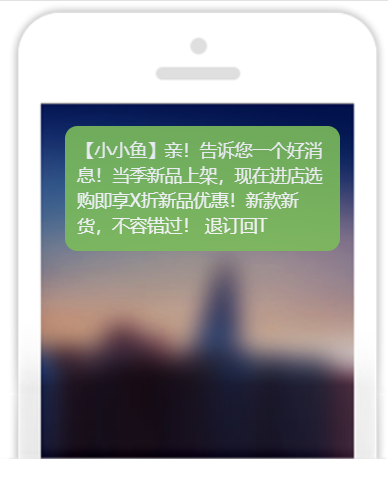 【小小鱼】亲！告诉您一个好消
息！当季新品上架，现在进店选
购即享X折新品优惠！新款新
货，不容错过！ 退订回T